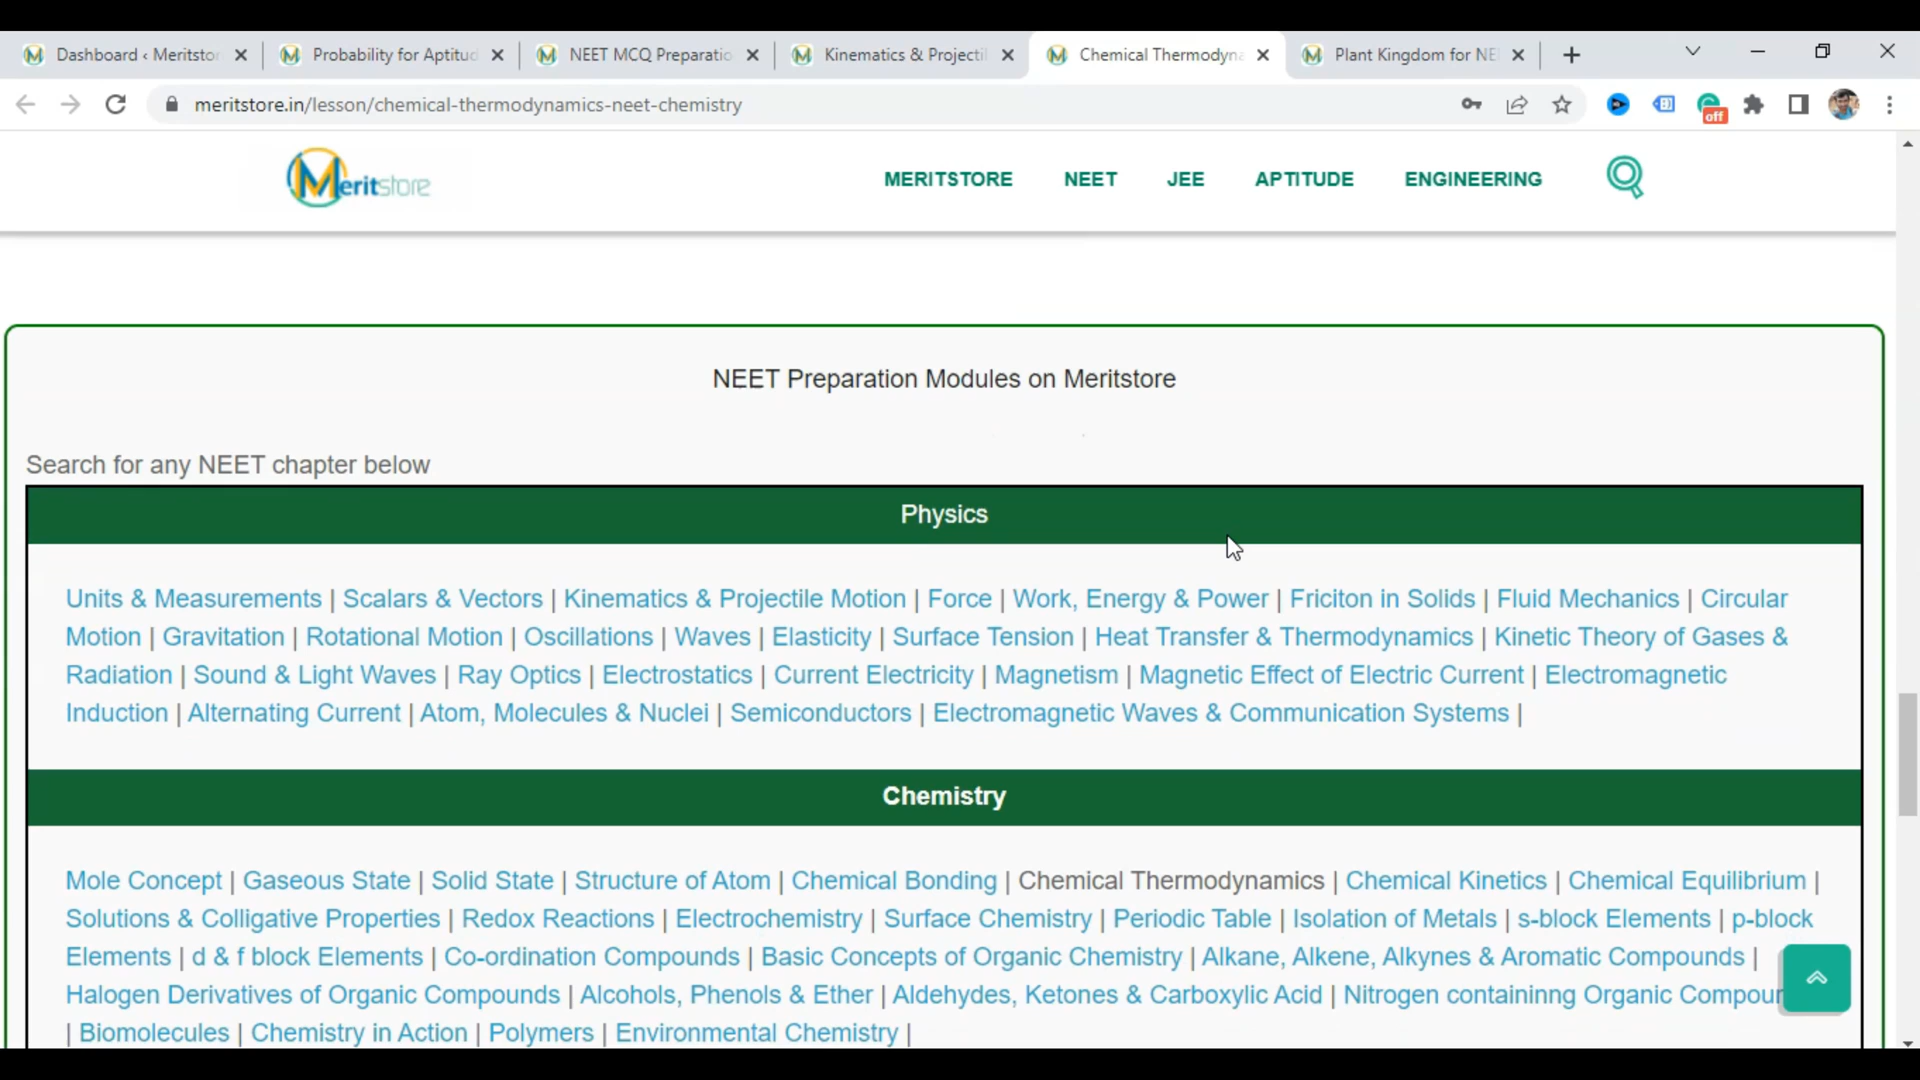 Dashboard ‹ Meritstor
Probability for Aptitud
NEET MCQ Preparatio
Kinematics & Projectil
Chemical Thermodyna
Plant Kingdom for NE
meritstore.in/lesson/chemical-thermodynamics-neet-chemistry
off
Meritstore
MERITSTORE NEET JEE APTITUDE ENGINEERING
NEET Preparation Modules on Meritstore
Search for any NEET chapter below
Physics
Units & Measurements | Scalars & Vectors | Kinematics & Projectile Motion | Force | Work, Energy & Power | Friciton in Solids | Fluid Mechanics | Circular
Motion | Gravitation | Rotational Motion | Oscillations | Waves | Elasticity | Surface Tension | Heat Transfer & Thermodynamics | Kinetic Theory of Gases &
Radiation | Sound & Light Waves | Ray Optics | Electrostatics | Current Electricity | Magnetism | Magnetic Effect of Electric Current | Electromagnetic
Induction | Alternating Current | Atom, Molecules & Nuclei | Semiconductors | Electromagnetic Waves & Communication Systems |
Chemistry
Mole Concept | Gaseous State | Solid State | Structure of Atom | Chemical Bonding | Chemical Thermodynamics | Chemical Kinetics | Chemical Equilibrium |
Solutions & Colligative Properties | Redox Reactions | Electrochemistry | Surface Chemistry | Periodic Table | Isolation of Metals | s-block Elements | p-block
Elements | d & f block Elements | Co-ordination Compounds | Basic Concepts of Organic Chemistry | Alkane, Alkene, Alkynes & Aromatic Compounds |
Halogen Derivatives of Organic Compounds | Alcohols, Phenols & Ether | Aldehydes, Ketones & Carboxylic Acid | Nitrogen containinng Organic Compoun
| Biomolecules | Chemistry in Action | Polymers | Environmental Chemistry |